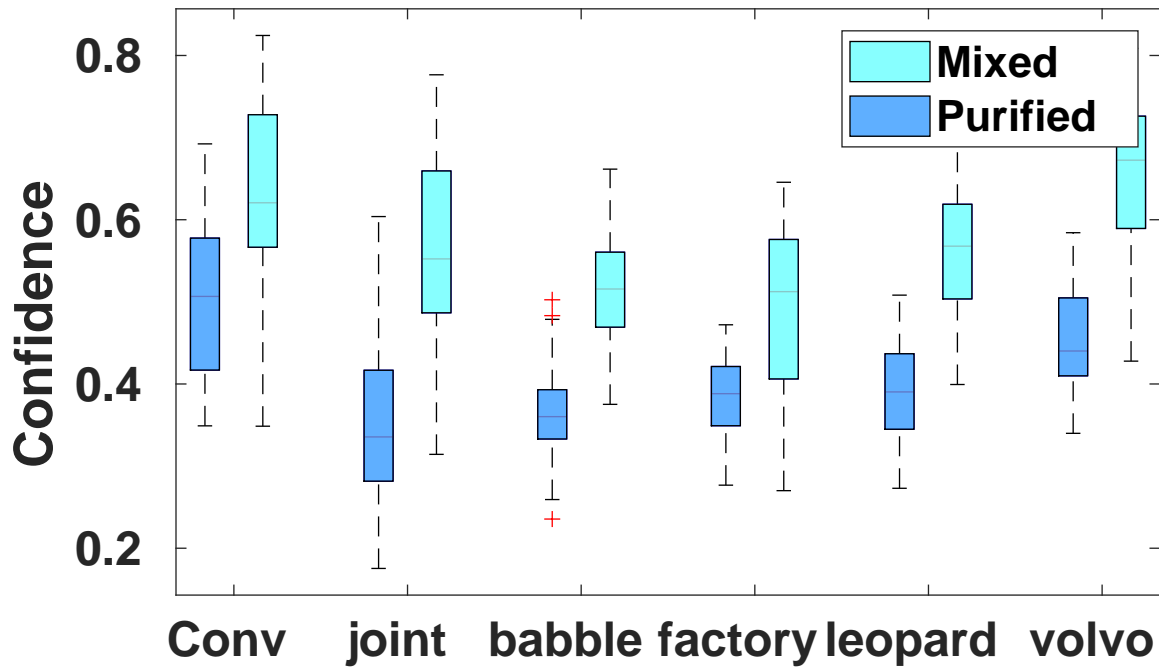 Mixed
Purified
Confidence
0.8
0.6
0.4
0.2
Conv joint babble factory leopard volvo